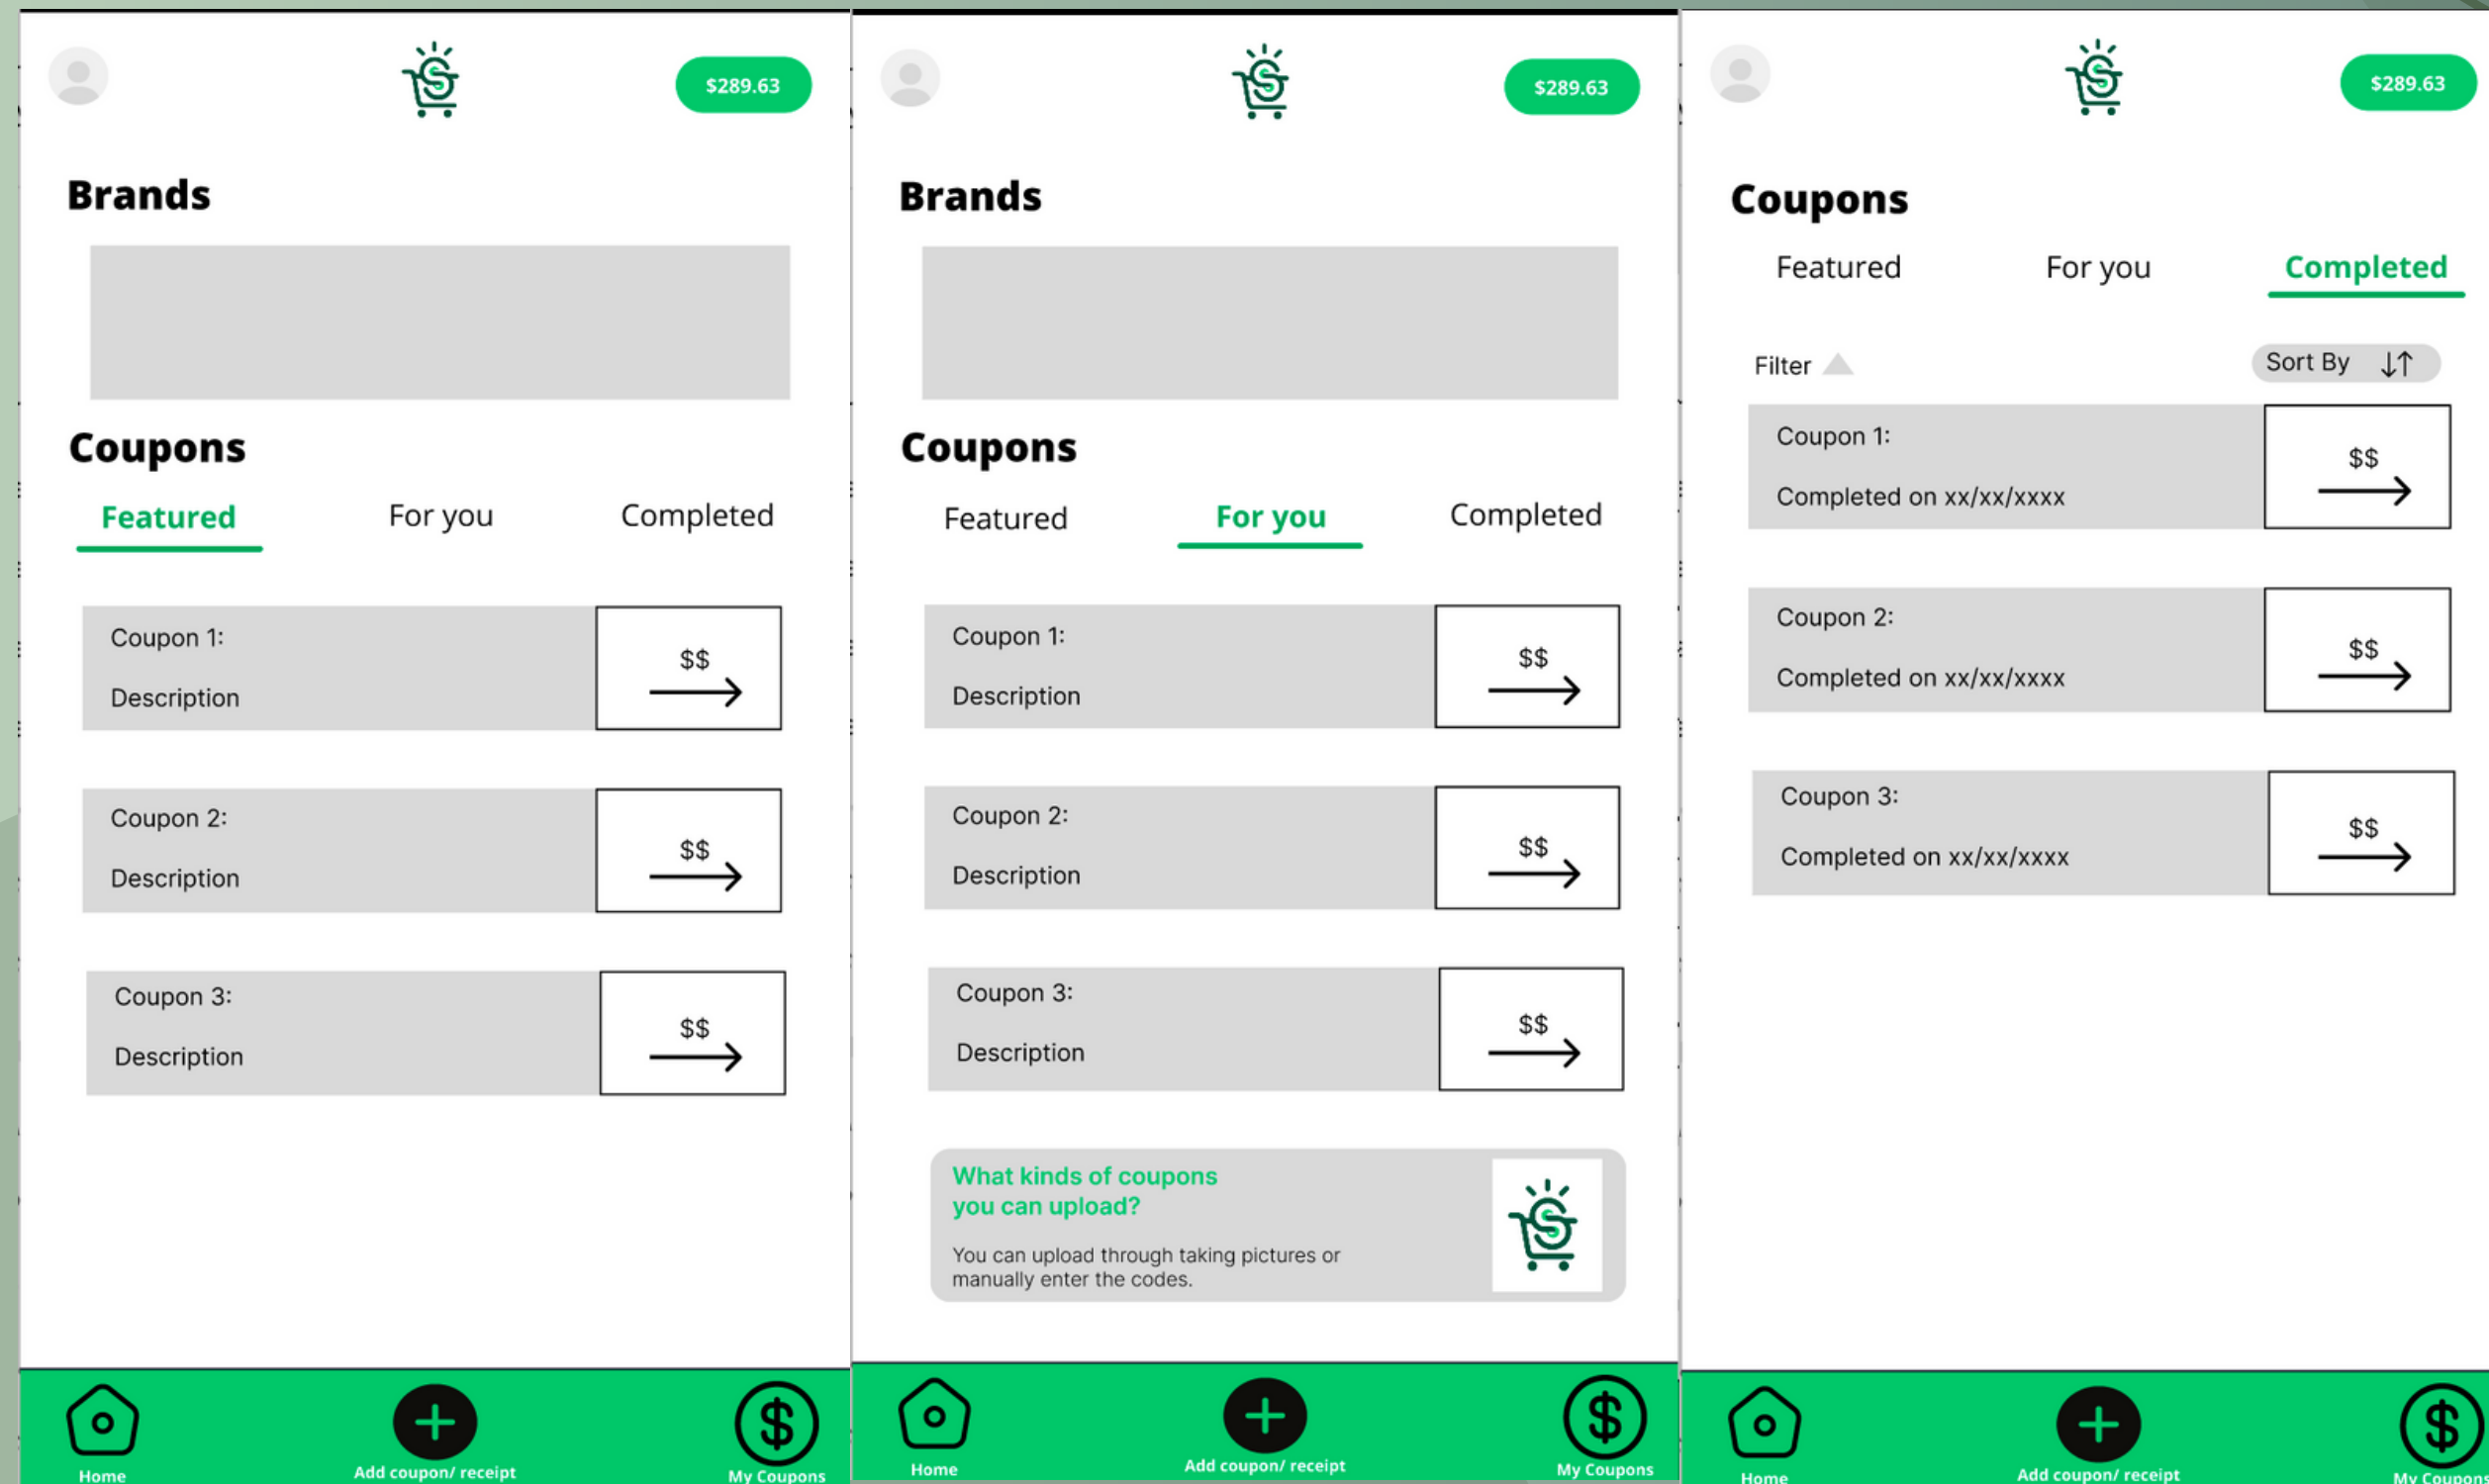 $289.63
Brands
Coupons
Featured For you Completed
Coupon 1:
$$
Description
Coupon 2:
$$
Description
Coupon 3:
$$
Description
Home Add coupon/ receipt My Coupons
$289.63
Brands
Coupons
Featured For you Completed
Coupon 1:
$$
Description
Coupon 2:
$$
Description
Coupon 3:
$$
Description
What kinds of coupons
you can upload?
You can upload through taking pictures or
manually enter the codes.
Home Add coupon/ receipt My Coupons
$289.63
Coupons
Featured For you Completed
Filter Sort By
Coupon 1:
$$
Completed on xx/xx/xxxx
Coupon 2:
$$
Completed on xx/xx/xxxx
Coupon 3:
$$
Completed on xx/xx/xxxx
Home Add coupon/ receipt My Coupons